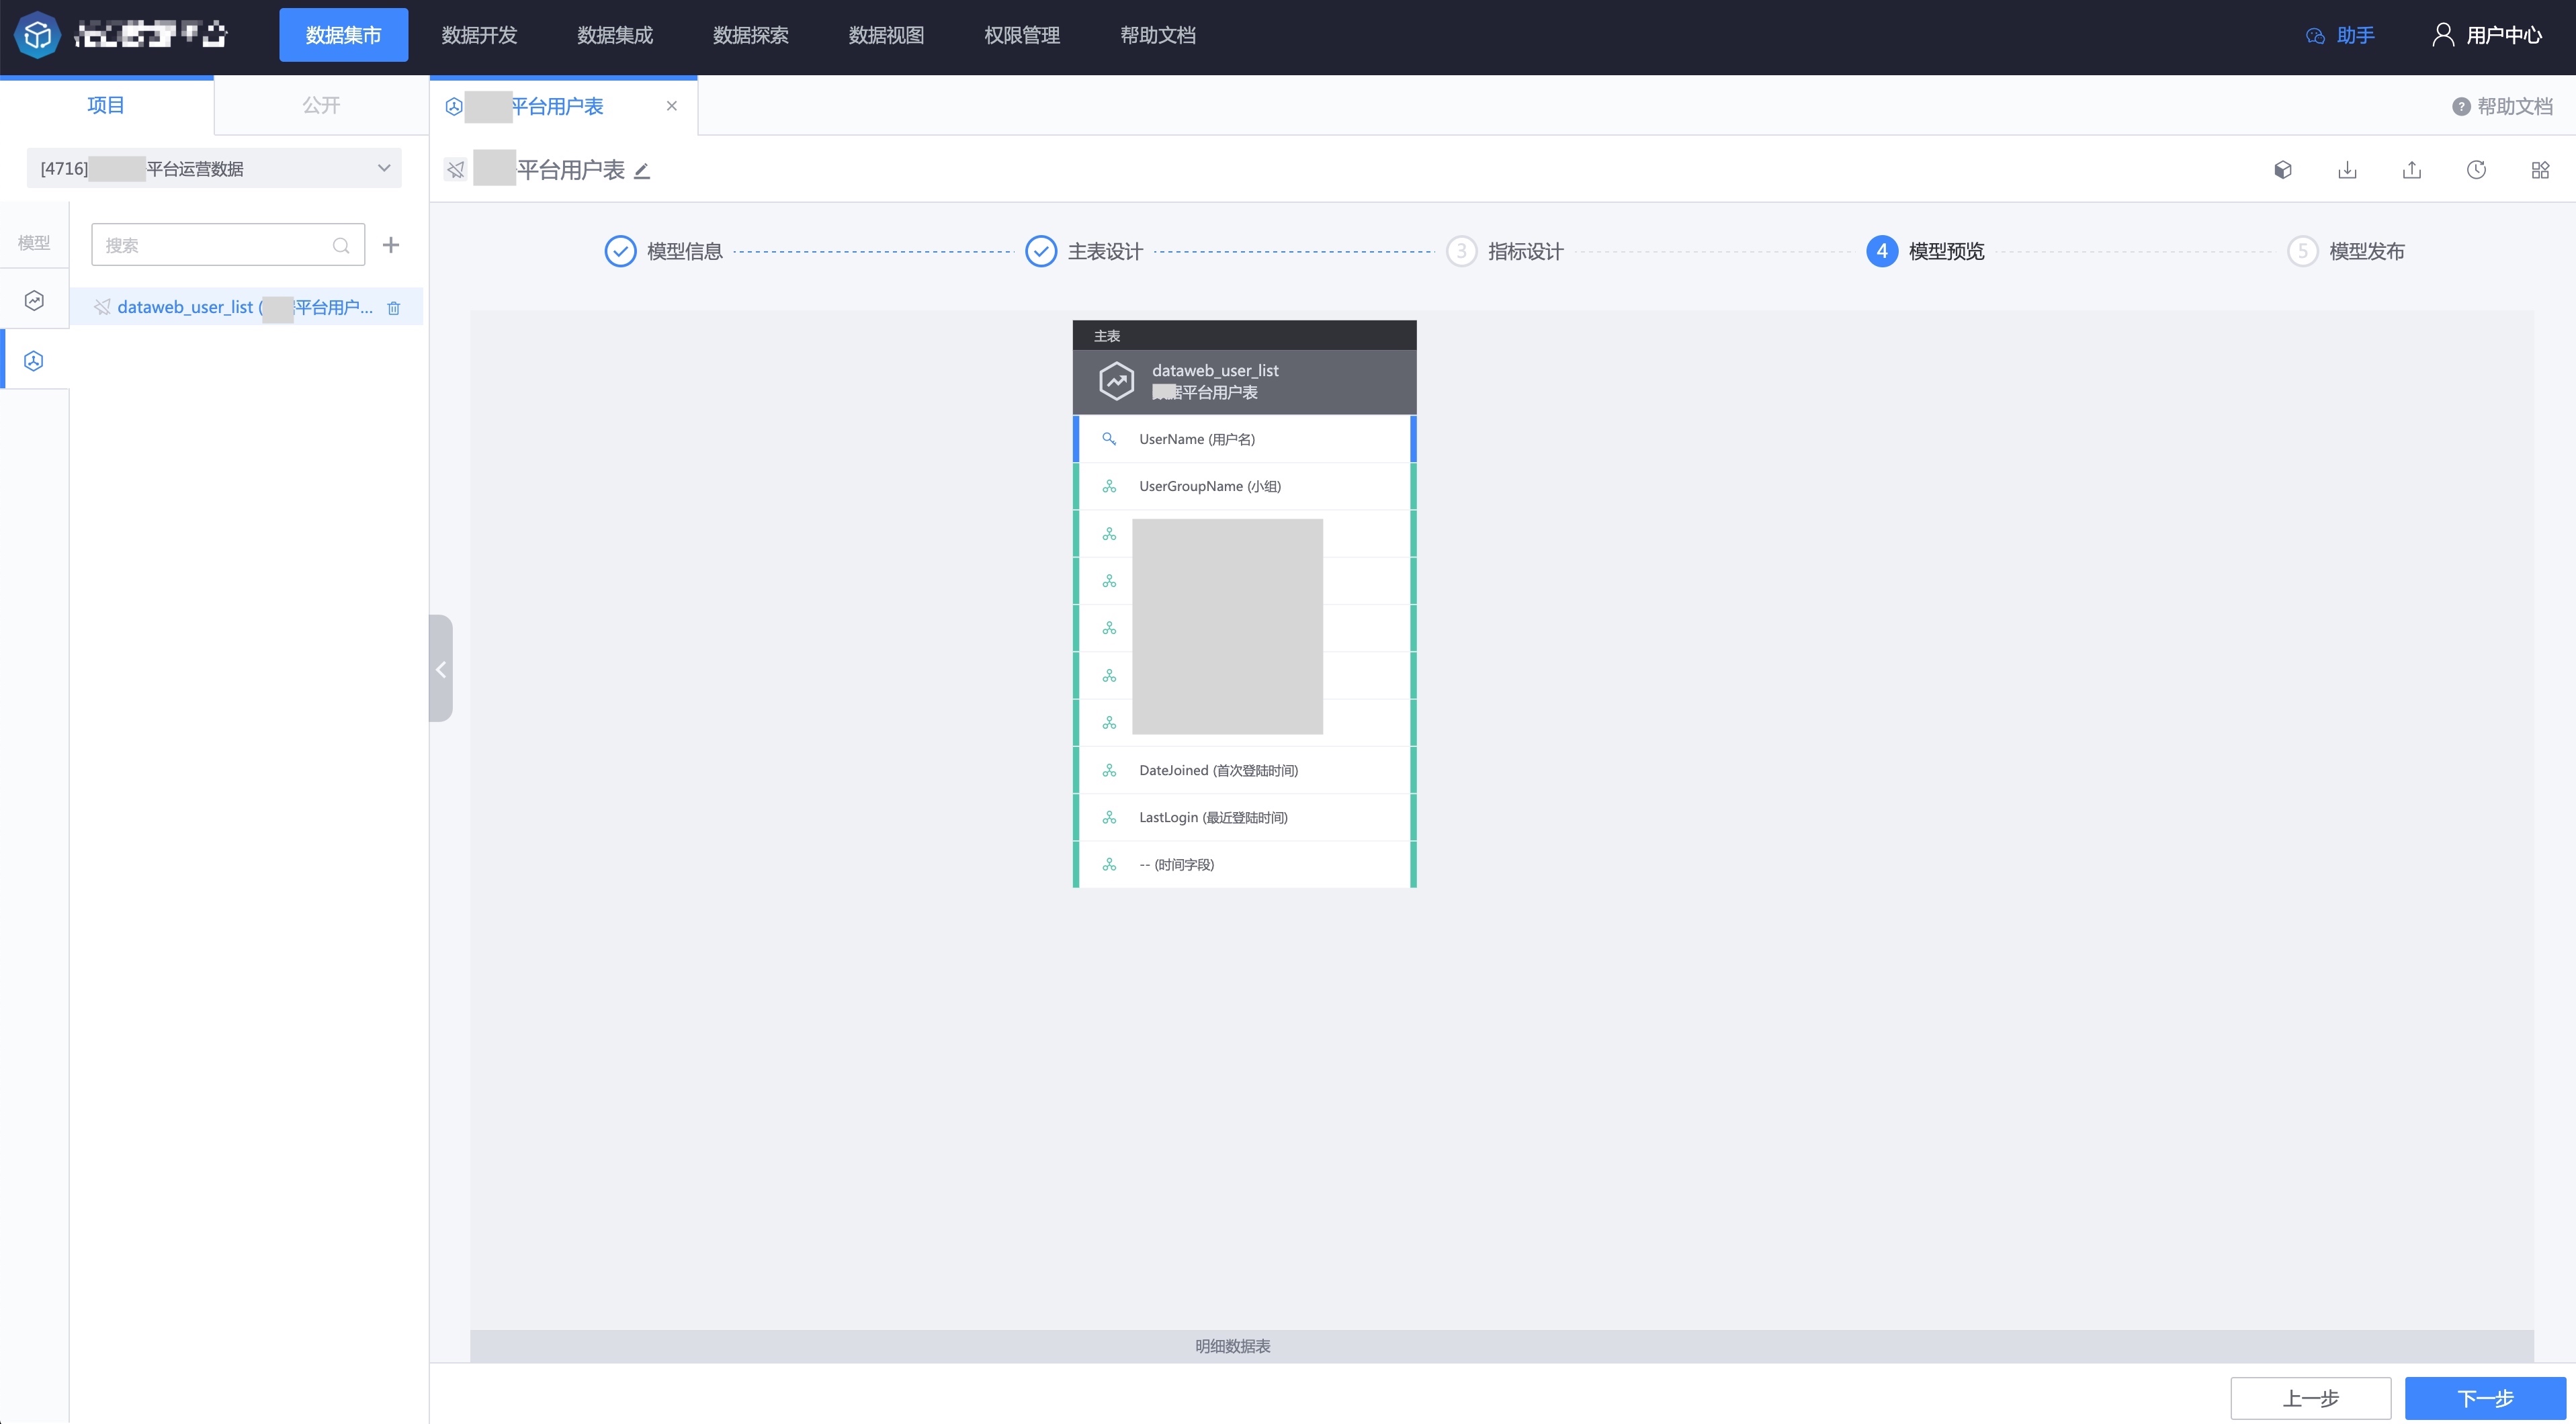 数据集市 数据开发 数据集成 数据探索 数据视图 权限管理 帮助文档 助手 用户中心
项目 公开
平台用户表
帮助文档
[4716] 平台运营数据
平台用户表
模型
搜索
dataweb_user_list ( 平台用户...
模型信息 主表设计 3 指标设计 4 模型预览 5 模型发布
主表
dataweb_user_list
平台用户表
UserName (用户名)
UserGroupName (小组)
DateJoined (首次登陆时间)
LastLogin (最近登陆时间)
-- (时间字段)
明细数据表
上一步 下一步